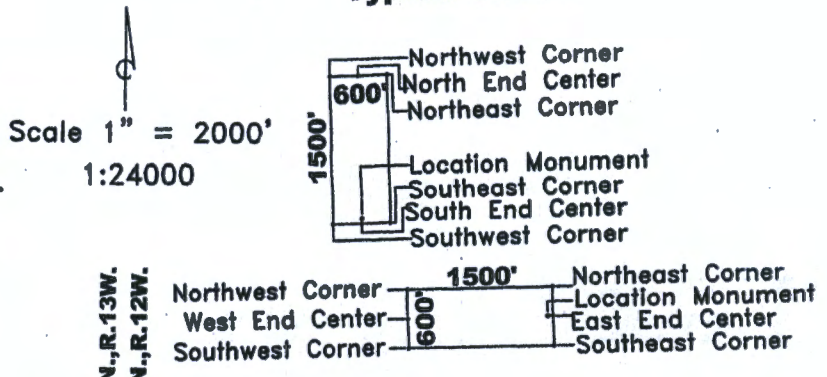 Scale 1" = 2000'
1:24000
Northwest Corner
North End Center
Northeast Corner
600'
1500'
Location Monument
Southeast Corner
South End Center
Southwest Corner
N.,R.13W.
N.,R.12W.
1500'
600'
Northwest Corner
West End Center
Southwest Corner
Northeast Corner
Location Monument
East End Center
Southeast Corner